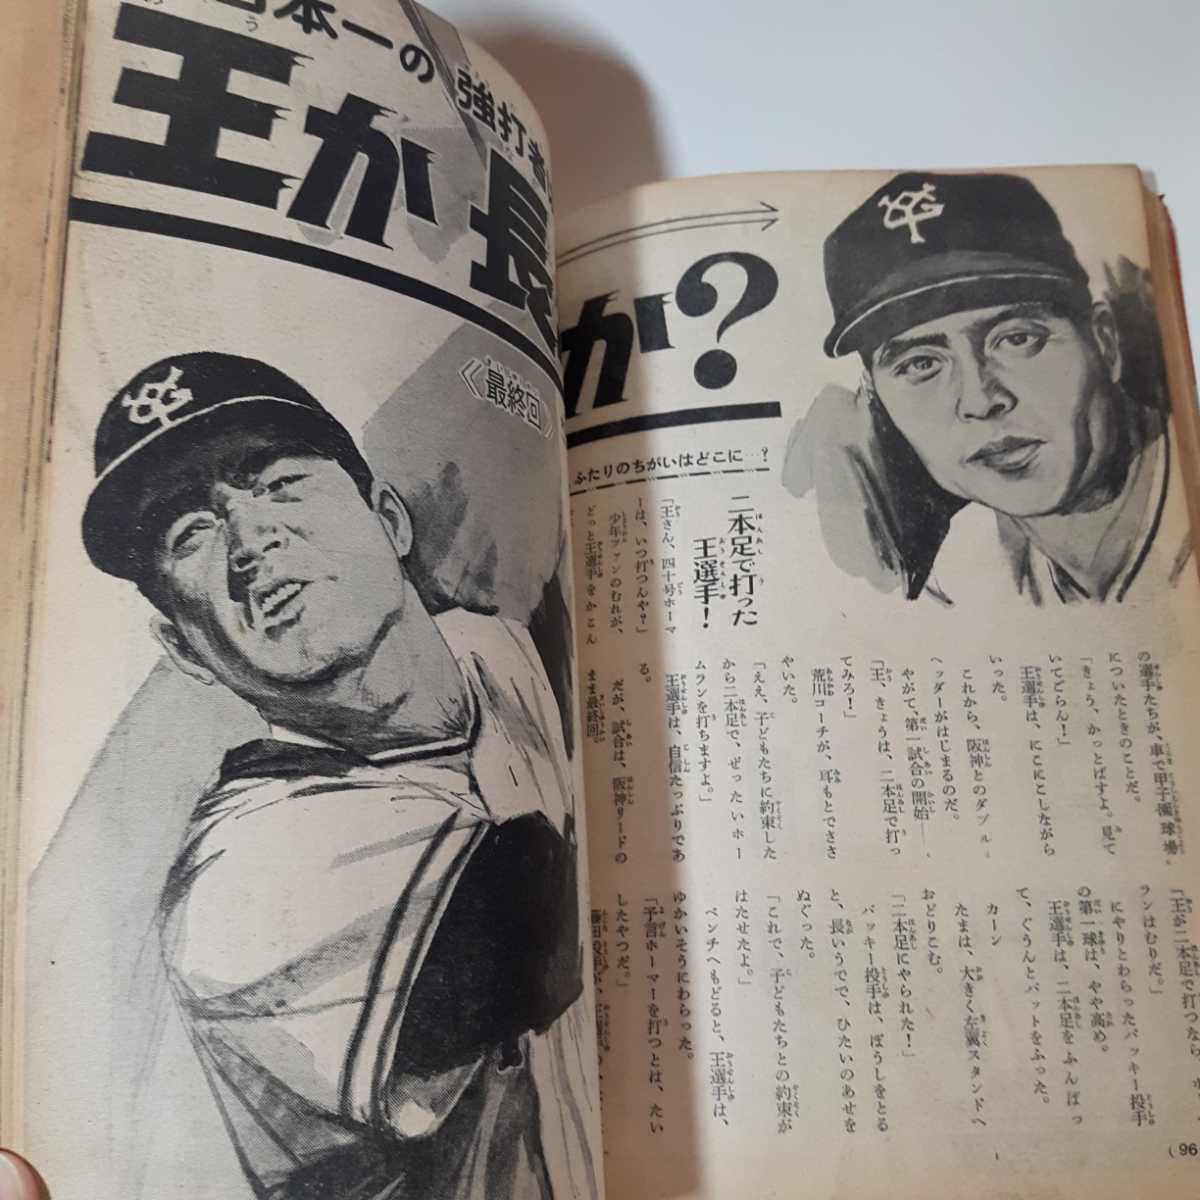 日本一の強打者は
王か長
か?
《最終回》
ふたりのちがいはどこに…?
二本足で打った
王選手!
「王さん、四十号ホーマ
ーは、いつ打つんや?」
少年ファンのむれが、
どっと王選手をかこん
の選手たちが、車で甲子園球場
についたときのことだ。
「きょう、かっとばすよ。見て
いてごらん!」
王選手は、にこにこしながら
いった。
これから、阪神とのダブル
ヘッダーがはじまるのだ。
やがて、第一試合の開始──
「王、きょうは、二本足で打っ
てみろ!」
荒川コーチが、耳もとでささ
やいた。
「ええ、子どもたちに約束した
から二本足で、ぜったいホー
ムランを打ちますよ。」
王選手は、自信たっぷりであ
る。
だが、試合は、阪神リードの
まま最終回。
「王が二本足で打つなら、ホ
ランはむりだ。」
にやりとわらったバッキー投手
の第一球は、やや高め。
王選手は、二本足をふんばっ
て、ぐうんとバットをふった。
カーン
たまは、大きく左翼スタンドへ
おどりこむ。
「二本足にやられた!」
バッキー投手は、ぼうしをとる
と、長いうでで、ひたいのあせを
ぬぐった。
「これで、子どもたちとの約束が
はたせたよ。」
ベンチへもどると、王選手は、
ゆかいそうにわらった。
「予言ホーマーを打つとは、たい
したやつだ。」
藤田投手が、
(96